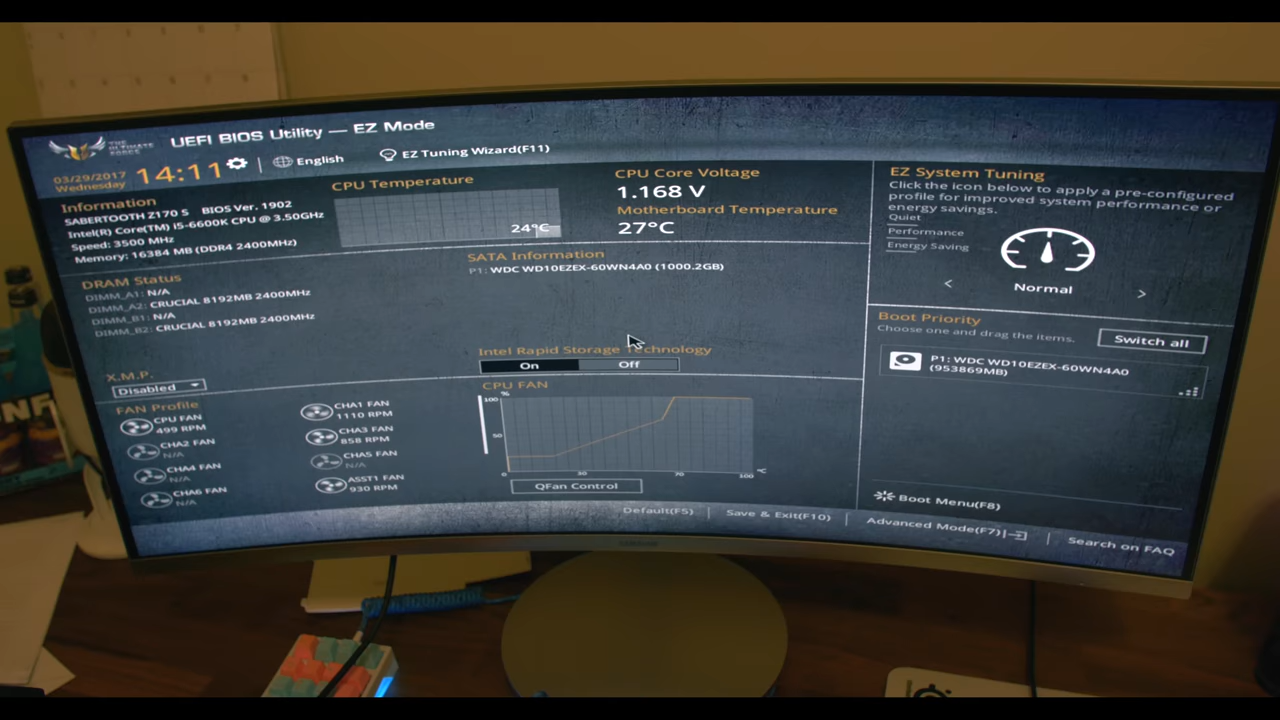 UEFI BIOS Utility — EZ Mode
THE ULTIMATE FORCE
03/29/2017
Wednesday
14:11
English
EZ Tuning Wizard(F11)
Information
SABERTOOTH Z170 S BIOS Ver. 1902
Intel(R) Core(TM) i5-6600K CPU @ 3.50GHz
Speed: 3500 MHz
Memory: 16384 MB (DDR4 2400MHz)
CPU Temperature
24°C
CPU Core Voltage
1.168 V
Motherboard Temperature
27°C
DRAM Status
DIMM_A1: N/A
DIMM_A2: CRUCIAL 8192MB 2400MHz
DIMM_B1: N/A
DIMM_B2: CRUCIAL 8192MB 2400MHz
SATA Information
P1: WDC WD10EZEX-60WN4A0 (1000.2GB)
X.M.P.
Disabled
Intel Rapid Storage Technology
On Off
FAN Profile
CPU FAN
499 RPM
CHA1 FAN
1110 RPM
CHA2 FAN
N/A
CHA3 FAN
858 RPM
CHA4 FAN
N/A
CHA5 FAN
N/A
CHA6 FAN
N/A
ASST1 FAN
930 RPM
CPU FAN
%
100
50
0 30 70 100
°C
QFan Control
EZ System Tuning
Click the icon below to apply a pre-configured
profile for improved system performance or
energy savings.
Quiet
Performance
Energy Saving
Normal
Boot Priority
Choose one and drag the items.
Switch all
P1: WDC WD10EZEX-60WN4A0
(953869MB)
Boot Menu(F8)
Default(F5)
Save & Exit(F10)
Advanced Mode(F7)
Search on FAQ